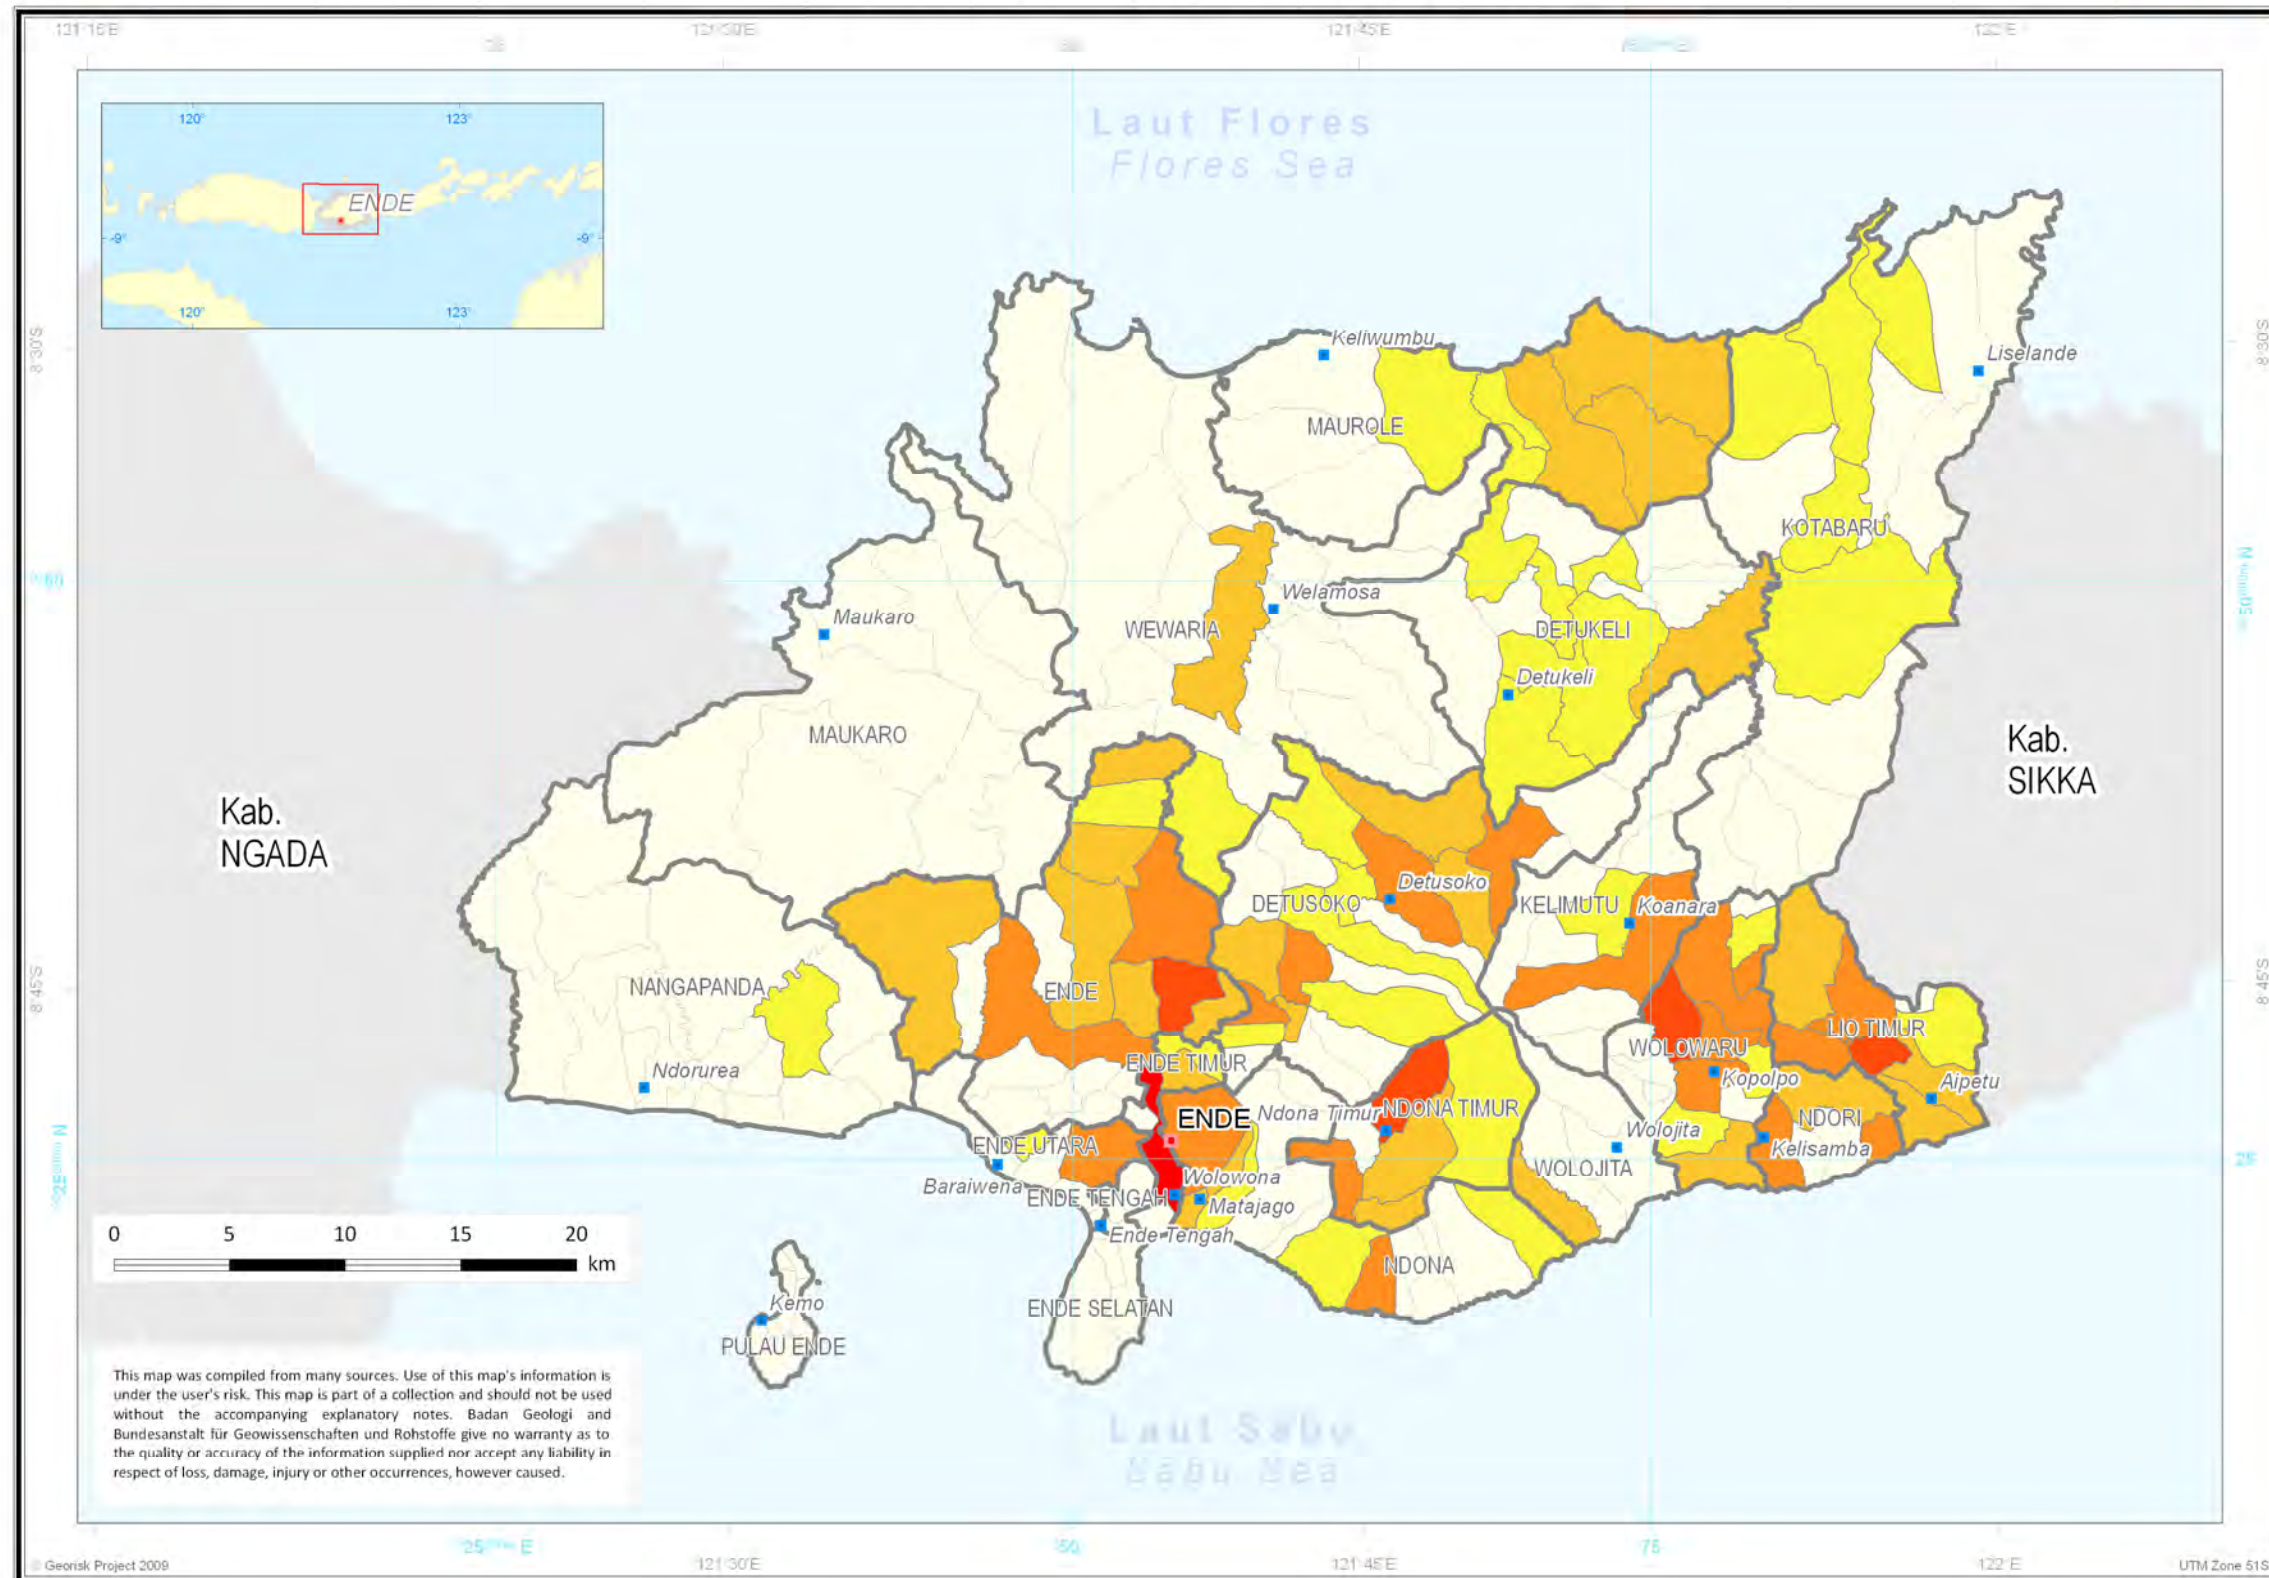 121°15'E
121°30'E
121°45'E
122°E
120°
123°
ENDE
-9°
-9°
120°
123°
Laut Flores
Flores Sea
8°30'S
8°30'S
Keliwumbu
Liselande
MAUROLE
KOTABARU
Welamosa
Maukaro
WEWARIA
DETUKELI
Detukeli
MAUKARO
Kab.
SIKKA
Kab.
NGADA
Detusoko
DETUSOKO
KELIMUTU
Koanara
8°45'S
8°45'S
NANGAPANDA
ENDE
LIO TIMUR
WOLOWARU
ENDE TIMUR
Ndorurea
Kopolpo
Aipetu
ENDE
Ndona Timur
NDONA TIMUR
NDORI
ENDE UTARA
Wolojita
Kelisamba
WOLOJITA
25
Baraiwena
Wolowona
ENDE TENGAH
Matajago
Ende Tengah
0 5 10 15 20
km
NDONA
Kemo
ENDE SELATAN
PULAU ENDE
This map was compiled from many sources. Use of this map's information is
under the user's risk. This map is part of a collection and should not be used
without the accompanying explanatory notes. Badan Geologi and
Bundesanstalt für Geowissenschaften und Rohstoffe give no warranty as to
the quality or accuracy of the information supplied nor accept any liability in
respect of loss, damage, injury or other occurrences, however caused.
Laut Sabu
Sabu Sea
50
75
121°30'E
121°45'E
122°E
© Georisk Project 2009
UTM Zone 51S